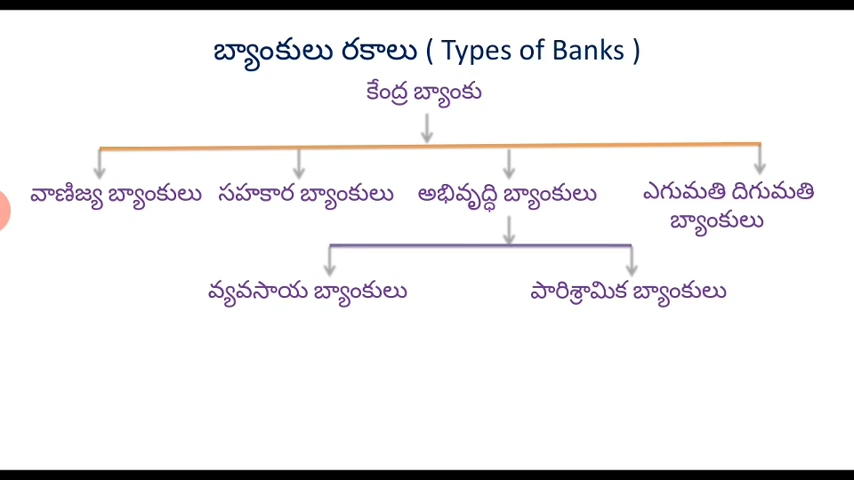 బ్యాంకులు రకాలు ( Types of Banks )
కేంద్ర బ్యాంకు
వాణిజ్య బ్యాంకులు సహకార బ్యాంకులు అభివృద్ధి బ్యాంకులు ఎగుమతి దిగుమతి
బ్యాంకులు
వ్యవసాయ బ్యాంకులు పారిశ్రామిక బ్యాంకులు